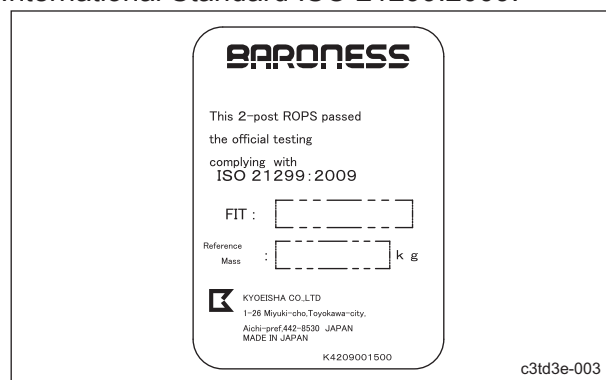 International Standard ISO 21299:2009.
BARONESS
This 2-post ROPS passed
the official testing
complying with
ISO 21299:2009
FIT :
Reference
Mass : kg
KYOEISHA CO.,LTD
1-26 Miyuki-cho,Toyokawa-city,
Aichi-pref,442-8530 JAPAN
MADE IN JAPAN
K4209001500
c3td3e-003